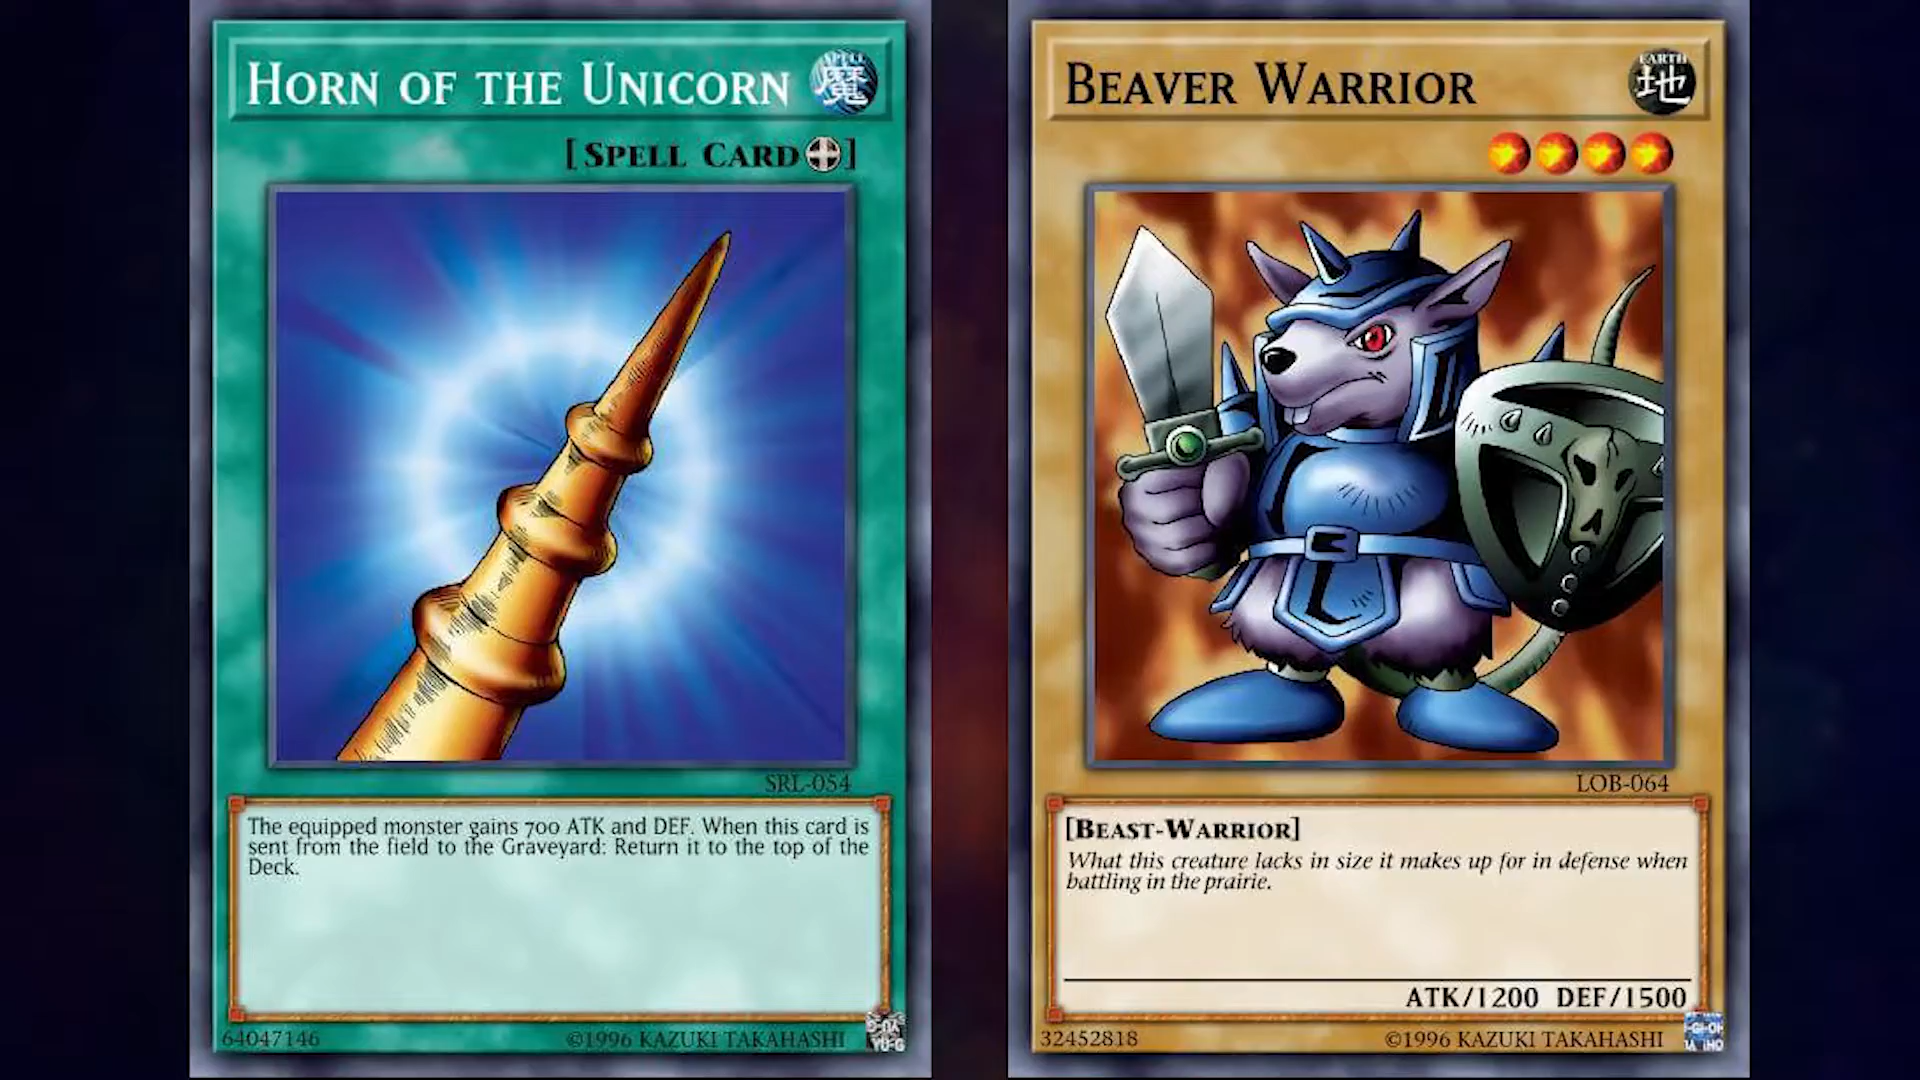 HORN OF THE UNICORN
SPELL
魔
[SPELL CARD]
SRL-054
The equipped monster gains 700 ATK and DEF. When this card is
sent from the field to the Graveyard: Return it to the top of the
Deck.
64047146
©1996 KAZUKI TAKAHASHI
BEAVER WARRIOR
EARTH
地
LOB-064
[BEAST-WARRIOR]
What this creature lacks in size it makes up for in defense when
battling in the prairie.
ATK/1200 DEF/1500
32452818
©1996 KAZUKI TAKAHASHI